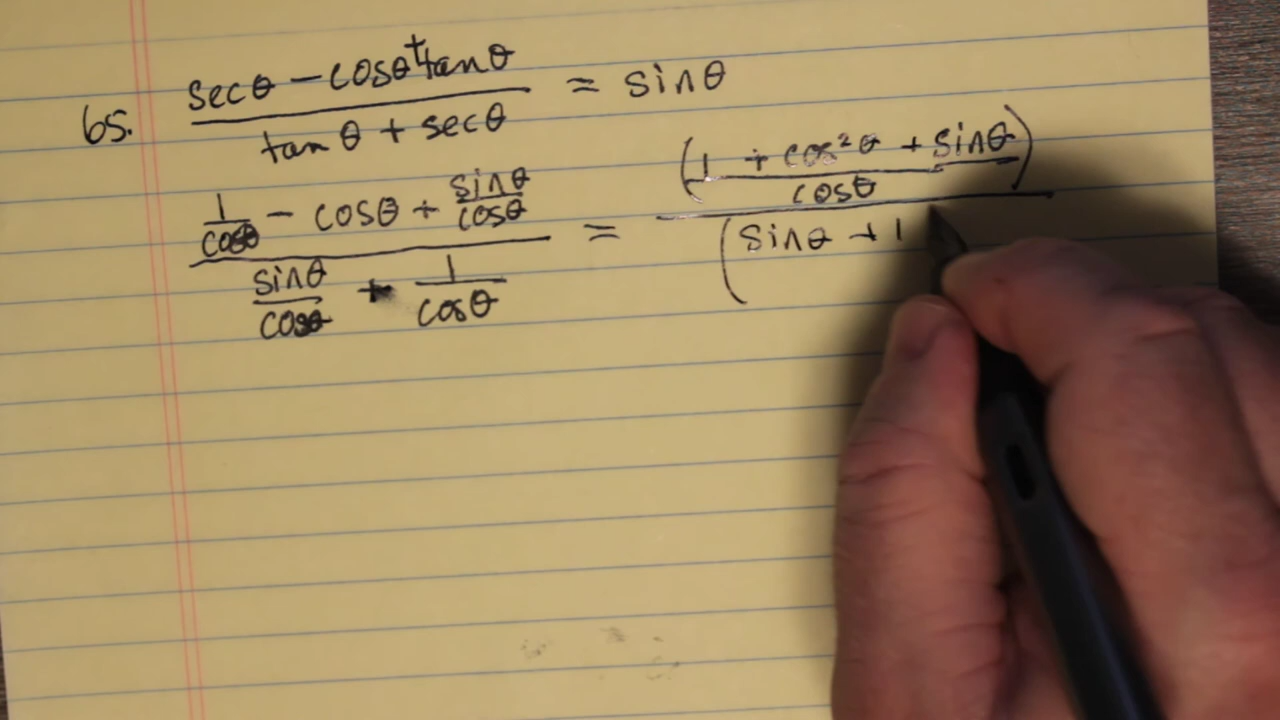 65. secθ − cosθ + tanθ / tanθ + secθ = sinθ
1/cosθ − cosθ + sinθ/cosθ / sinθ/cosθ + 1/cosθ = (1 + cos²θ + sinθ / cosθ) / (sinθ + 1